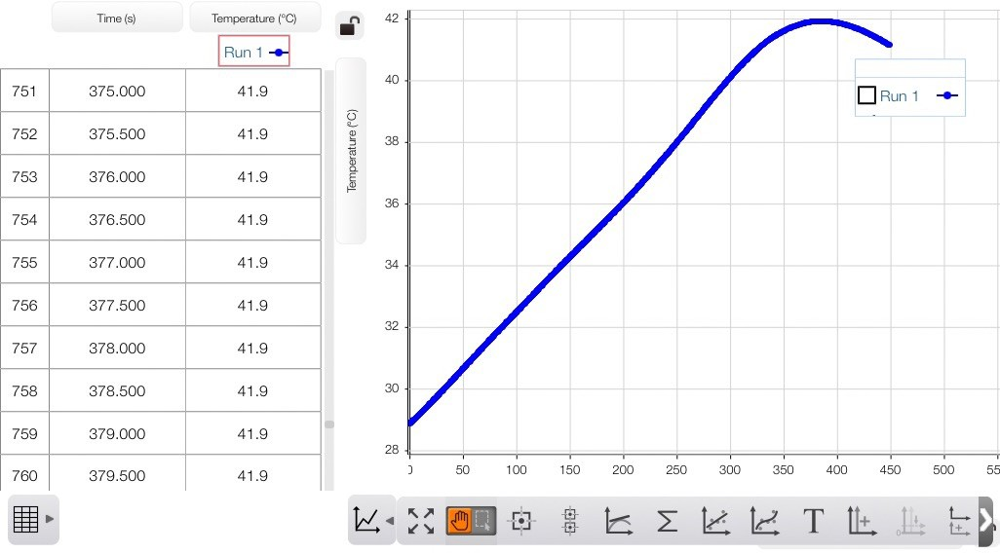 Time (s) Temperature (°C)
Run 1
751 375.000 41.9
752 375.500 41.9
753 376.000 41.9
754 376.500 41.9
755 377.000 41.9
756 377.500 41.9
757 378.000 41.9
758 378.500 41.9
759 379.000 41.9
760 379.500 41.9
Temperature (°C)
42
40
38
36
34
32
30
28
0 50 100 150 200 250 300 350 400 450 500 55
Run 1
Σ T
0